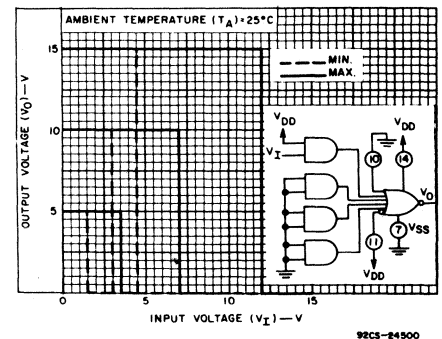 AMBIENT TEMPERATURE (TA)=25°C
MIN.
MAX.
OUTPUT VOLTAGE (VO)—V
15
10
5
0
VDD
VI
10
VDD
14
VO
7
VSS
11
VDD
0
5
10
15
INPUT VOLTAGE (VI)—V
92CS-24500